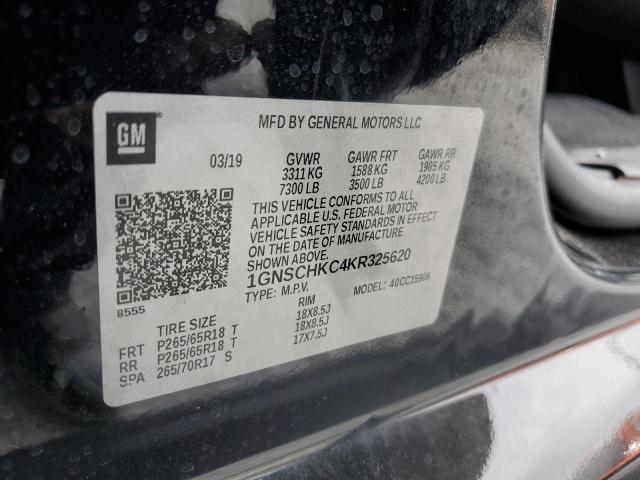 GM
MFD BY GENERAL MOTORS LLC
03/19 GVWR GAWR FRT GAWR RR
3311 KG 1588 KG 1905 KG
7300 LB 3500 LB 4200 LB
THIS VEHICLE CONFORMS TO ALL
APPLICABLE U.S. FEDERAL MOTOR
VEHICLE SAFETY STANDARDS IN EFFECT
ON THE DATE OF MANUFACTURE
SHOWN ABOVE.
1GNSCHKC4KR325620
TYPE: M.P.V. MODEL: 40CC15906
8555
TIRE SIZE RIM
FRT P265/65R18 T 18X8.5J
RR P265/65R18 T 18X8.5J
SPA 265/70R17 S 17X7.5J